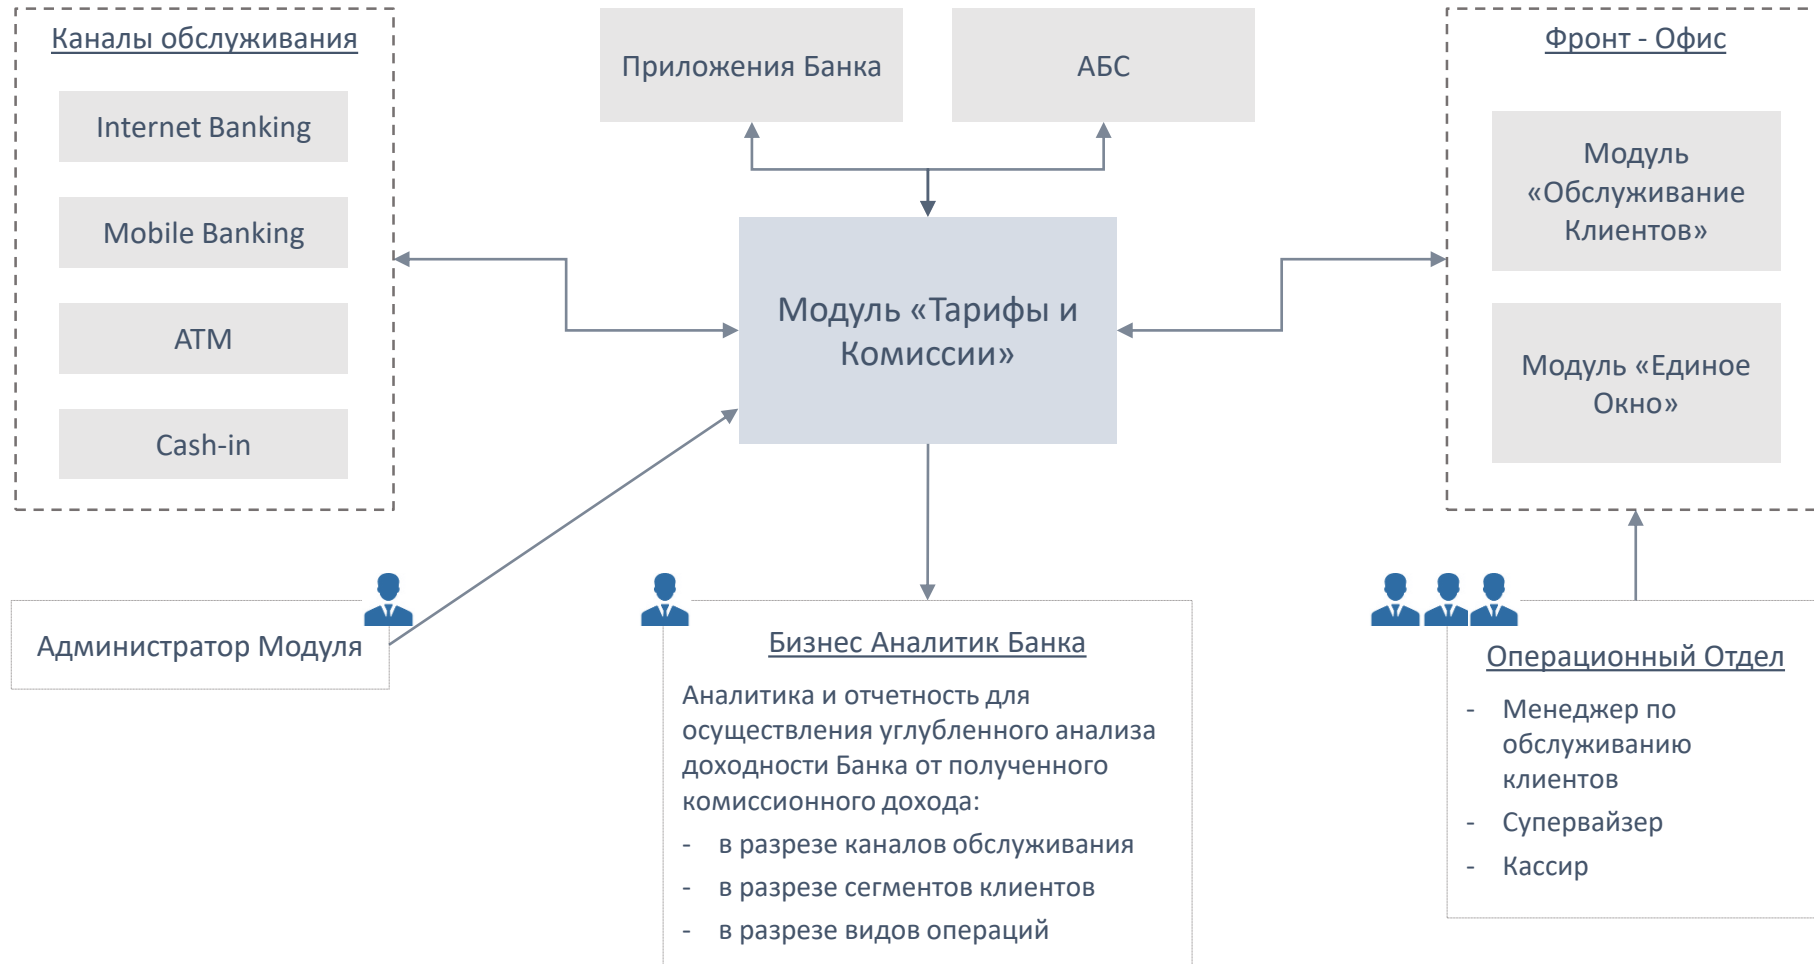 Каналы обслуживания
Internet Banking
Mobile Banking
ATM
Cash-in
Приложения Банка
АБС
Фронт - Офис
Модуль
«Обслуживание
Клиентов»
Модуль «Единое
Окно»
Модуль «Тарифы и
Комиссии»
Администратор Модуля
Бизнес Аналитик Банка
Аналитика и отчетность для
осуществления углубленного анализа
доходности Банка от полученного
комиссионного дохода:
- в разрезе каналов обслуживания
- в разрезе сегментов клиентов
- в разрезе видов операций
Операционный Отдел
- Менеджер по
обслуживанию
клиентов
- Супервайзер
- Кассир